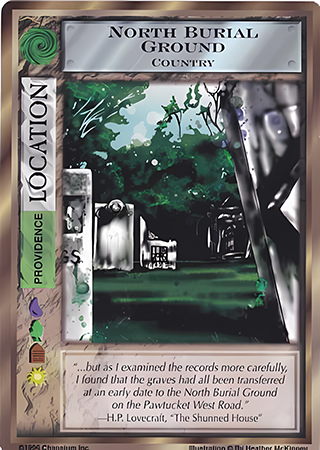 NORTH BURIAL
GROUND
COUNTRY
LOCATION
PROVIDENCE
GS.
"...but as I examined the records more carefully,
I found that the graves had all been transferred
at an early date to the North Burial Ground
on the Pawtucket West Road."
—H.P. Lovecraft, "The Shunned House"
©1996 Chaosium Inc.
Illustration © By Heather McKinney